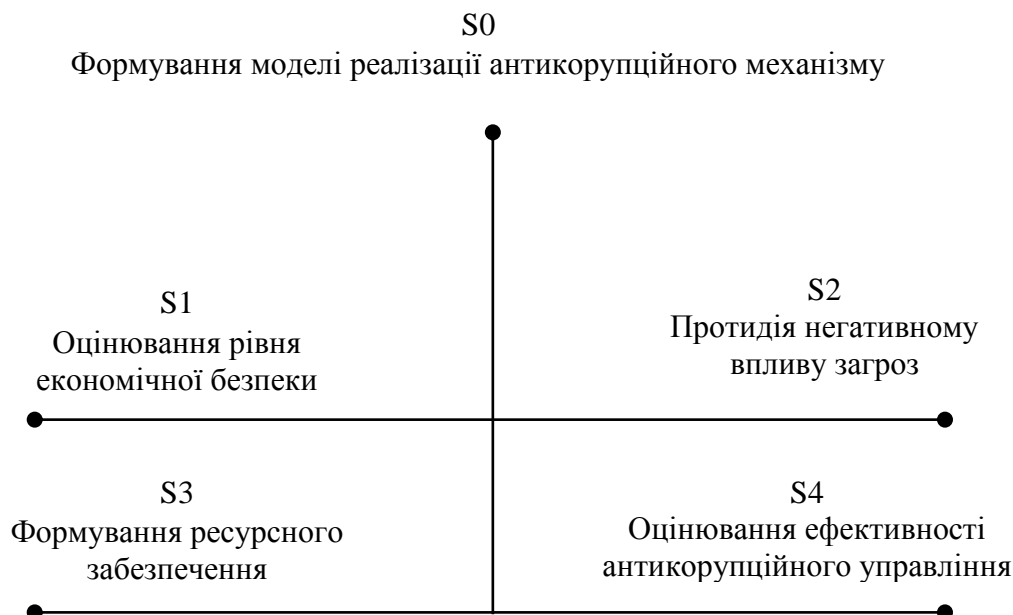 S0
Формування моделі реалізації антикорупційного механізму
S1
Оцінювання рівня
економічної безпеки
S2
Протидія негативному
впливу загроз
S3
Формування ресурсного
забезпечення
S4
Оцінювання ефективності
антикорупційного управління